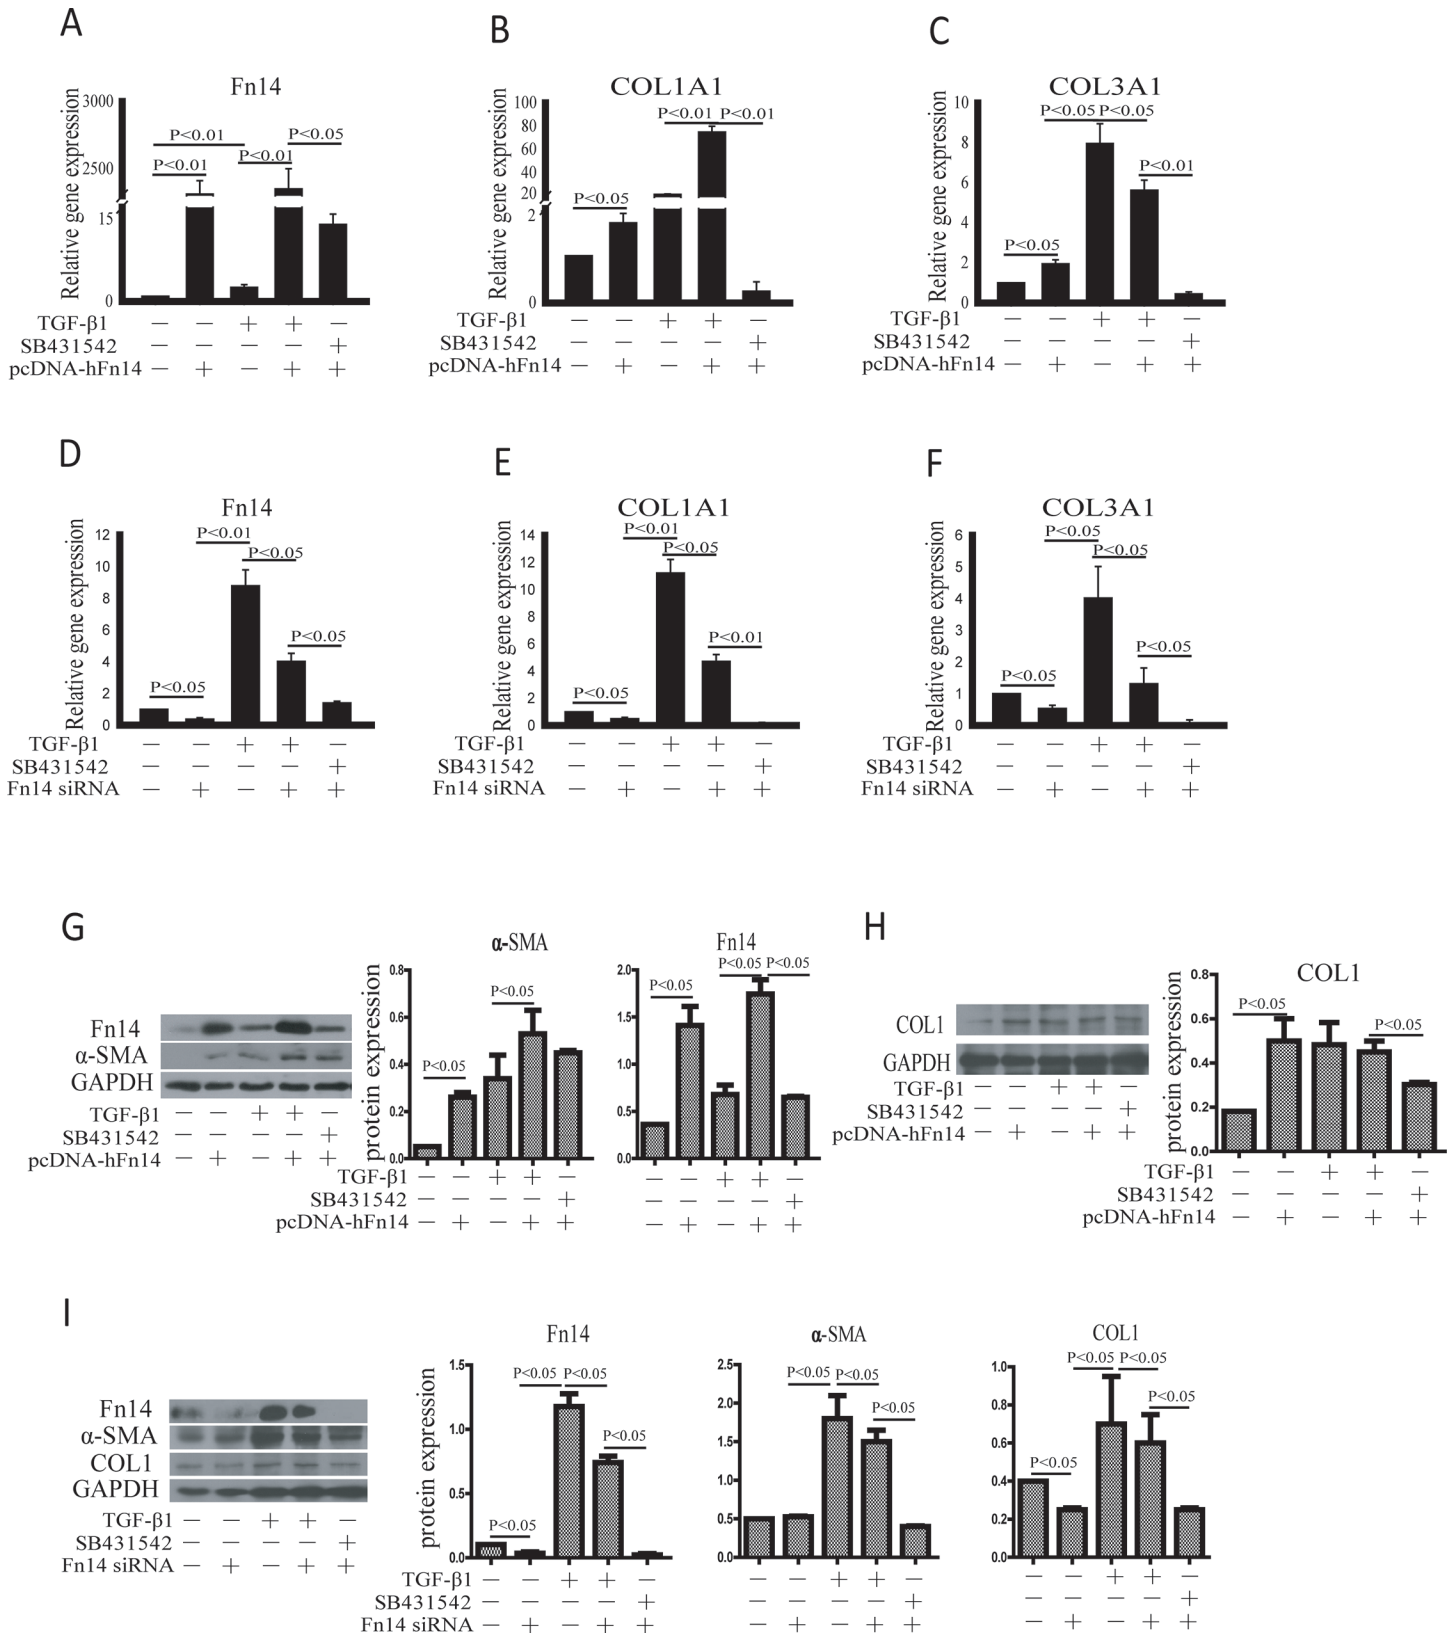 A
B
C
Fn14
COL1A1
COL3A1
Relative gene expression
3000
2500
15
0
P<0.01
P<0.01
P<0.01
P<0.05
Relative gene expression
100
80
60
40
20
2
0
P<0.05
P<0.01 P<0.01
Relative gene expression
10
8
6
4
2
0
P<0.05
P<0.05 P<0.05
P<0.01
TGF-β1 − − + + −
SB431542 − − − − +
pcDNA-hFn14 − + − + +
TGF-β1 − − + + −
SB431542 − − − − +
pcDNA-hFn14 − + − + +
TGF-β1 − − + + −
SB431542 − − − − +
pcDNA-hFn14 − + − + +
D
E
F
Fn14
COL1A1
COL3A1
Relative gene expression
12
10
8
6
4
2
0
P<0.01
P<0.05
P<0.05
P<0.05
Relative gene expression
14
12
10
8
6
4
2
0
P<0.01
P<0.05
P<0.01
P<0.05
Relative gene expression
6
5
4
3
2
1
0
P<0.05
P<0.05
P<0.05
P<0.05
TGF-β1 − − + + −
SB431542 − − − − +
Fn14 siRNA − + − + +
TGF-β1 − − + + −
SB431542 − − − − +
Fn14 siRNA − + − + +
TGF-β1 − − + + −
SB431542 − − − − +
Fn14 siRNA − + − + +
G
Fn14
α-SMA
GAPDH
TGF-β1 − − + + −
SB431542 − − − − +
pcDNA-hFn14 − + − + +
α-SMA
protein expression
0.8
0.6
0.4
0.2
0.0
P<0.05
P<0.05
Fn14
2.0
1.5
1.0
0.5
0.0
P<0.05
P<0.05 P<0.05
TGF-β1 − − + + − − − + + −
SB431542 − − − − + − − − − +
pcDNA-hFn14 − + − + + − + − + +
H
COL1
GAPDH
TGF-β1 − − + + −
SB431542 − − − − +
pcDNA-hFn14 − + − + +
COL1
protein expression
0.8
0.6
0.4
0.2
0.0
P<0.05
P<0.05
TGF-β1 − − + + −
SB431542 − − − − +
pcDNA-hFn14 − + − + +
I
Fn14
α-SMA
COL1
GAPDH
TGF-β1 − − + + −
SB431542 − − − − +
Fn14 siRNA − + − + +
Fn14
protein expression
1.5
1.0
0.5
0.0
P<0.05 P<0.05
P<0.05
P<0.05
α-SMA
2.5
2.0
1.5
1.0
0.5
0.0
P<0.05 P<0.05
P<0.05
COL1
1.0
0.8
0.6
0.4
0.2
0.0
P<0.05 P<0.05
P<0.05
P<0.05
TGF-β1 − − + + − − − + + − − − + + −
SB431542 − − − − + − − − − + − − − − +
Fn14 siRNA − + − + + − + − + + − + − + +